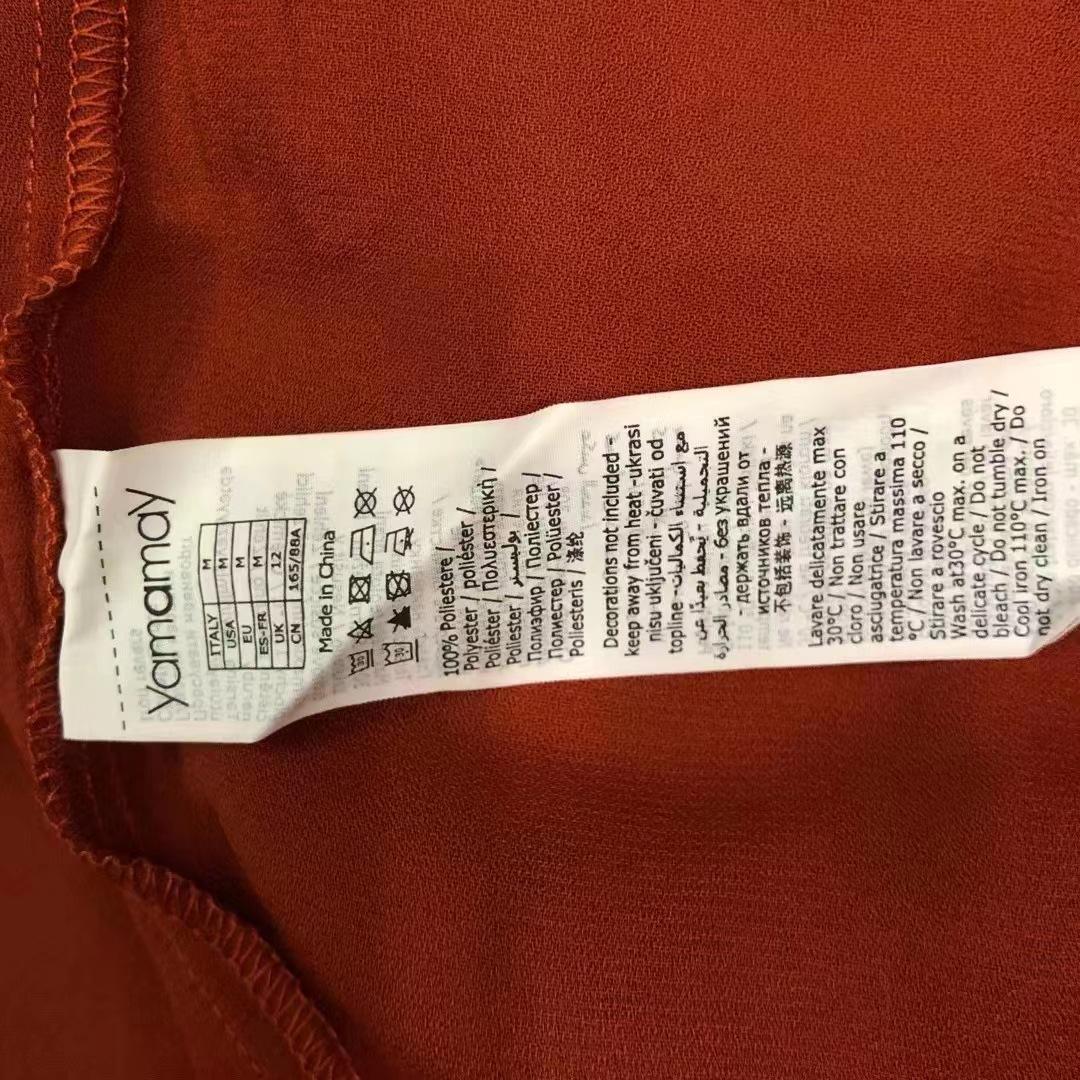 Yamamay
ITALY M
USA M
EU M
ES-FR M
UK 12
CN 165/88A
Made in China
100% Poliestere /
Polyester / poliéster /
Poliéster / Πολυεστερική /
Poliester / بوليستر /
Полиэфир / Поліестер /
Полиестер / Poliuester /
Poliesteris / 涤纶
Decorations not included -
keep away from heat -ukrasi
nisu uključeni - čuvati od
topline - مع إستثناء الكماليات
التجميلية - يُحفظ بعيداً عن
مصادر الحرارة - без украшений
- держать вдали от
источников тепла -
不包括装饰 - 远离热源
Lavare delicatamente max
30°C / Non trattare con
cloro / Non usare
asciugatrice / Stirare a
temperatura massima 110
°C / Non lavare a secco /
Stirare a rovescio
Wash at30°C max. on a
delicate cycle / Do not
bleach / Do not tumble dry /
Cool iron 110°C max. / Do
not dry clean / Iron on